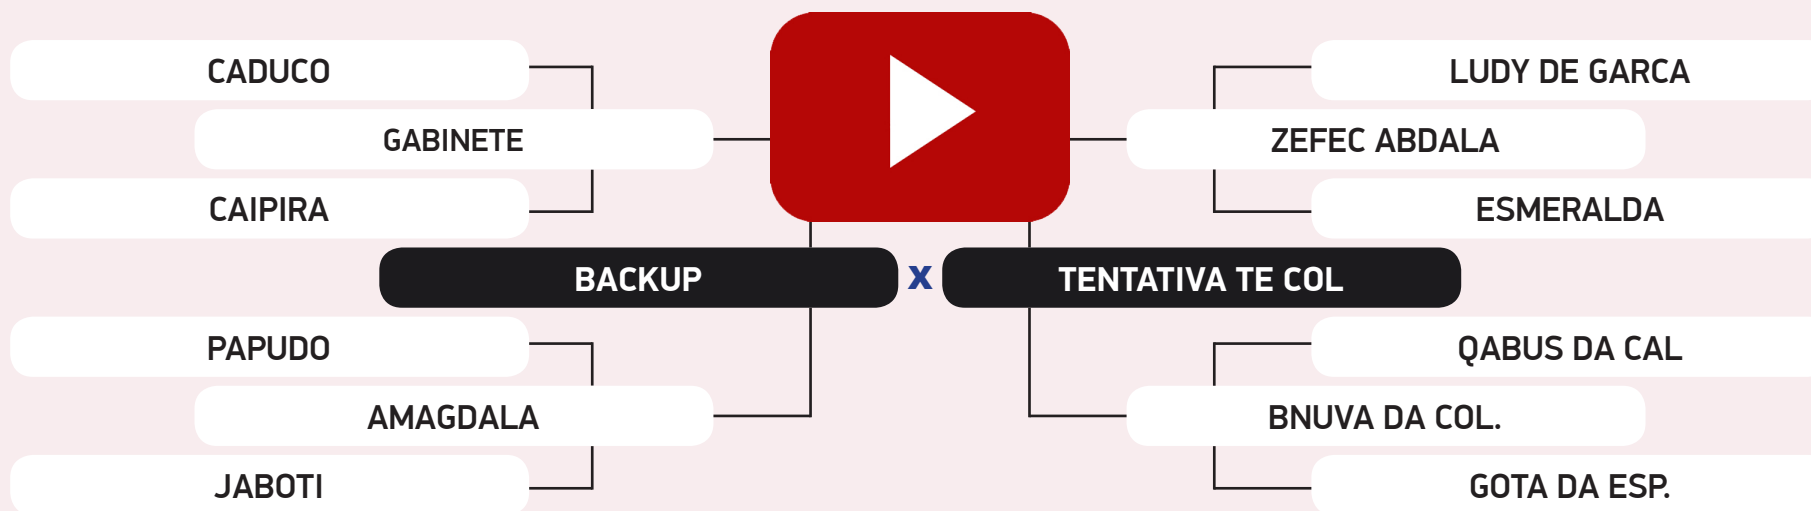 CADUCO
GABINETE
CAIPIRA
LUDY DE GARCA
ZEFEC ABDALA
ESMERALDA
BACKUP x TENTATIVA TE COL
PAPUDO
AMAGDALA
JABOTI
QABUS DA CAL
BNUVA DA COL.
GOTA DA ESP.